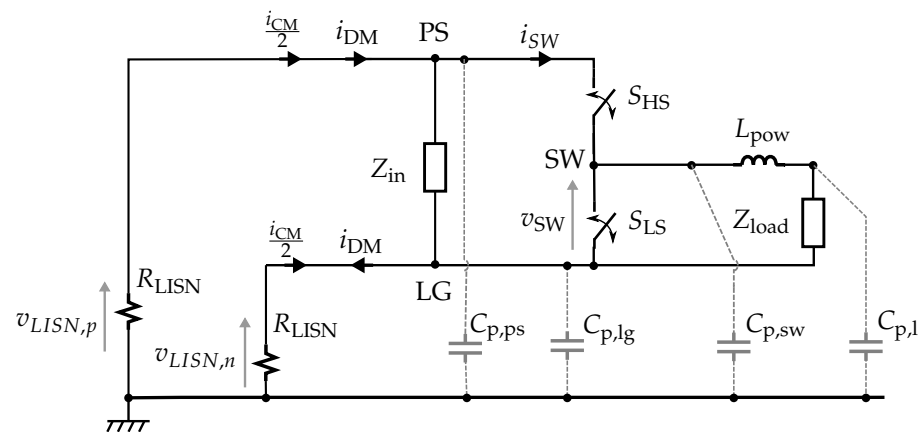 i_CM/2
i_DM
PS
i_SW
S_HS
L_pow
Z_in
SW
v_SW
S_LS
Z_load
i_CM/2
i_DM
LG
R_LISN
v_LISN,p
R_LISN
v_LISN,n
C_p,ps
C_p,lg
C_p,sw
C_p,l